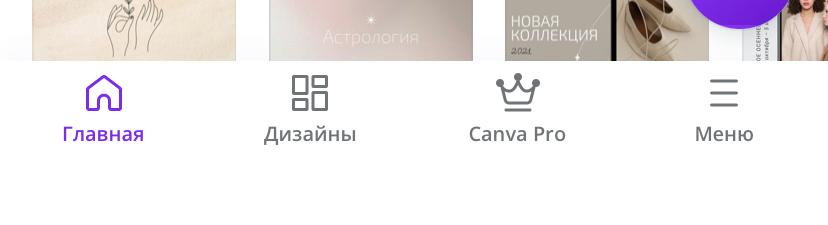 Астрология
НОВАЯ
КОЛЛЕКЦИЯ
2021
Главная
Дизайны
Canva Pro
Меню